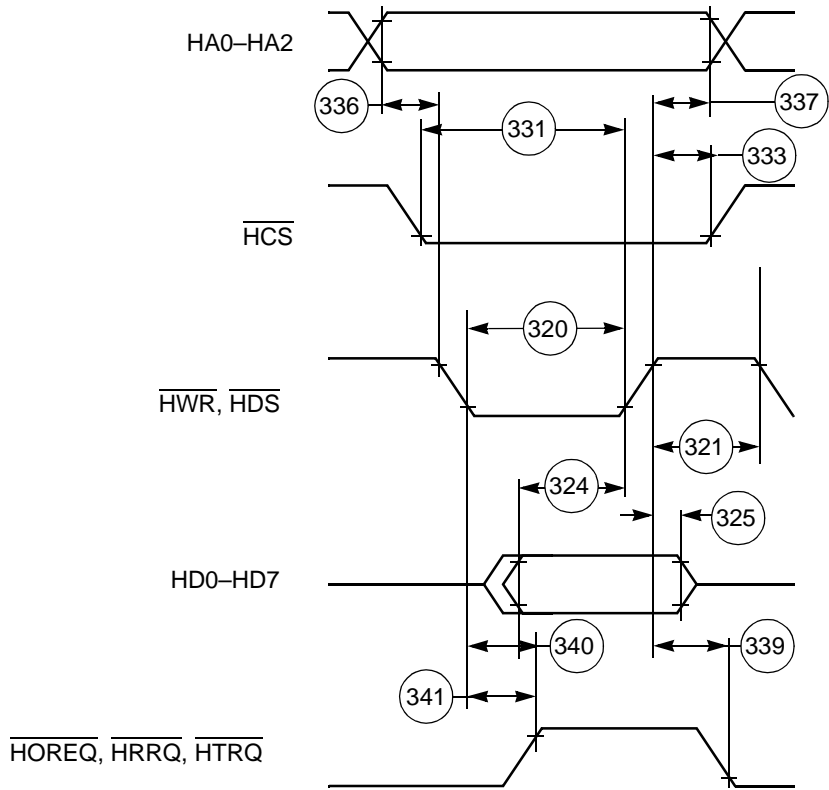 HA0–HA2
336
337
331
333
HCS
320
HWR, HDS
321
324
325
HD0–HD7
340
339
341
HOREQ, HRRQ, HTRQ